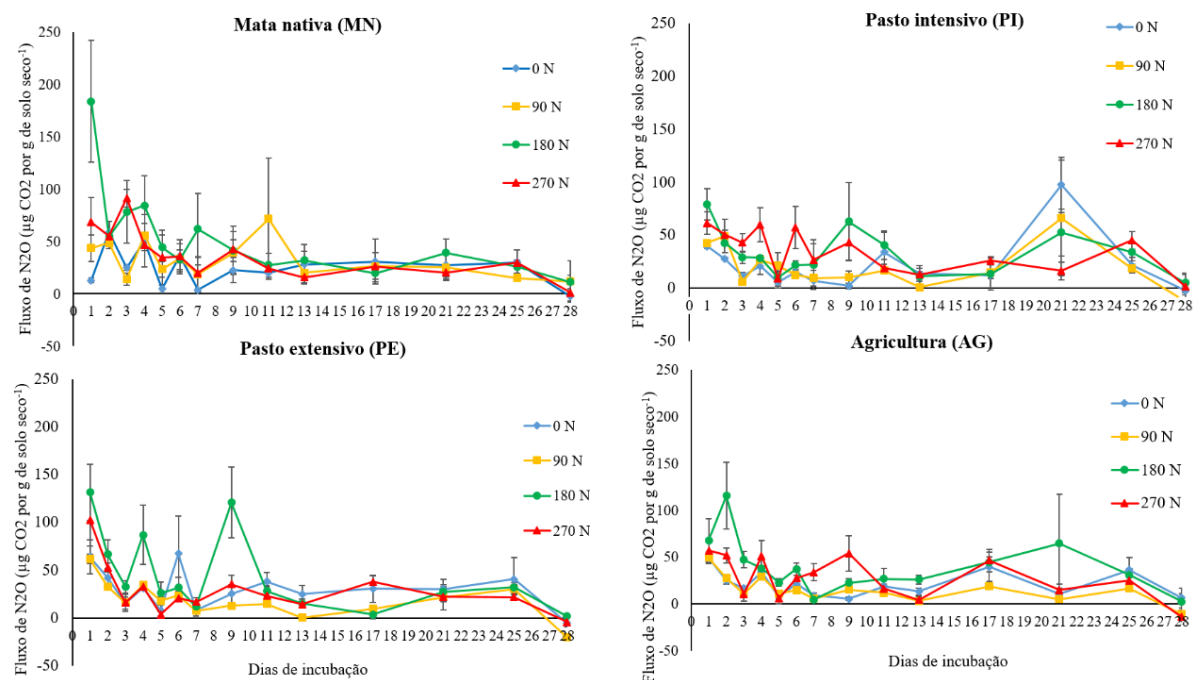 Mata nativa (MN)
Fluxo de N2O (µg CO2 por g de solo seco⁻¹)
250
200
150
100
50
0
-50
0 1 2 3 4 5 6 7 8 9 10 11 12 13 14 15 16 17 18 19 20 21 22 23 24 25 26 27 28
0 N
90 N
180 N
270 N
Pasto intensivo (PI)
Fluxo de N2O (µg CO2 por g de solo seco⁻¹)
250
200
150
100
50
0
-50
0 1 2 3 4 5 6 7 8 9 10 11 12 13 14 15 16 17 18 19 20 21 22 23 24 25 26 27 28
0 N
90 N
180 N
270 N
Pasto extensivo (PE)
Fluxo de N2O (µg CO2 por g de solo seco⁻¹)
250
200
150
100
50
0
-50
0 1 2 3 4 5 6 7 8 9 10 11 12 13 14 15 16 17 18 19 20 21 22 23 24 25 26 27 28
0 N
90 N
180 N
270 N
Dias de incubação
Agricultura (AG)
Fluxo de N2O (µg CO2 por g de solo seco⁻¹)
250
200
150
100
50
0
-50
0 1 2 3 4 5 6 7 8 9 10 11 12 13 14 15 16 17 18 19 20 21 22 23 24 25 26 27 28
0 N
90 N
180 N
270 N
Dias de incubação